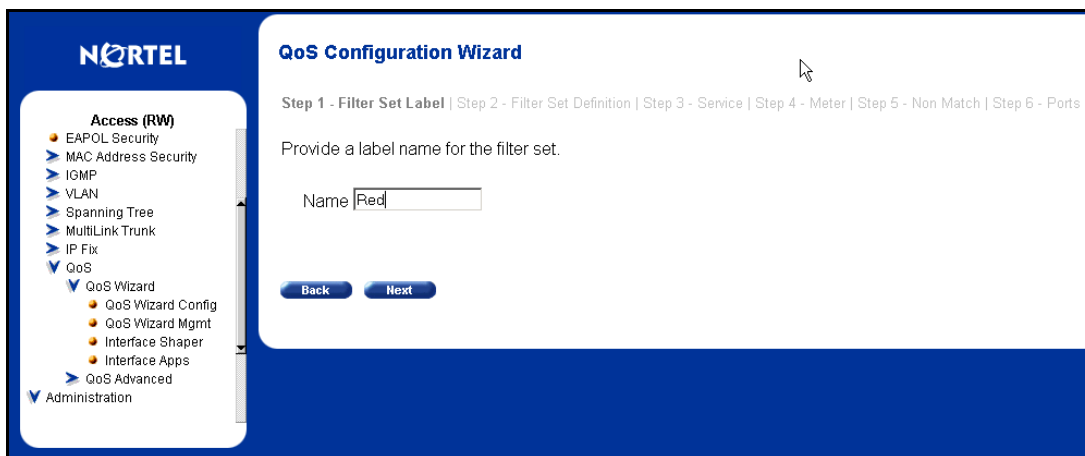 NORTEL
Access (RW)
EAPOL Security
MAC Address Security
IGMP
VLAN
Spanning Tree
MultiLink Trunk
IP Fix
QoS
QoS Wizard
QoS Wizard Config
QoS Wizard Mgmt
Interface Shaper
Interface Apps
QoS Advanced
Administration
QoS Configuration Wizard
Step 1 - Filter Set Label | Step 2 - Filter Set Definition | Step 3 - Service | Step 4 - Meter | Step 5 - Non Match | Step 6 - Ports
Provide a label name for the filter set.
Name Red
Back Next